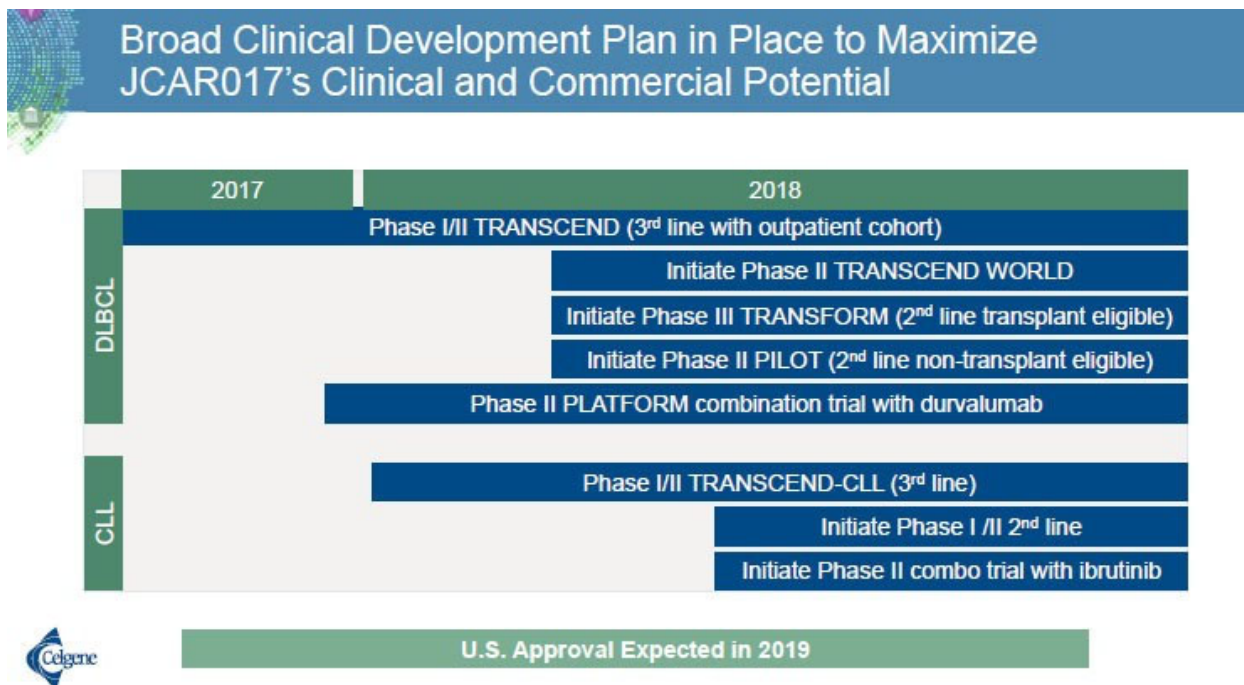 Broad Clinical Development Plan in Place to Maximize
JCAR017's Clinical and Commercial Potential
2017
2018
DLBCL
Phase I/II TRANSCEND (3rd line with outpatient cohort)
Initiate Phase II TRANSCEND WORLD
Initiate Phase III TRANSFORM (2nd line transplant eligible)
Initiate Phase II PILOT (2nd line non-transplant eligible)
Phase II PLATFORM combination trial with durvalumab
CLL
Phase I/II TRANSCEND-CLL (3rd line)
Initiate Phase I /II 2nd line
Initiate Phase II combo trial with ibrutinib
Celgene
U.S. Approval Expected in 2019